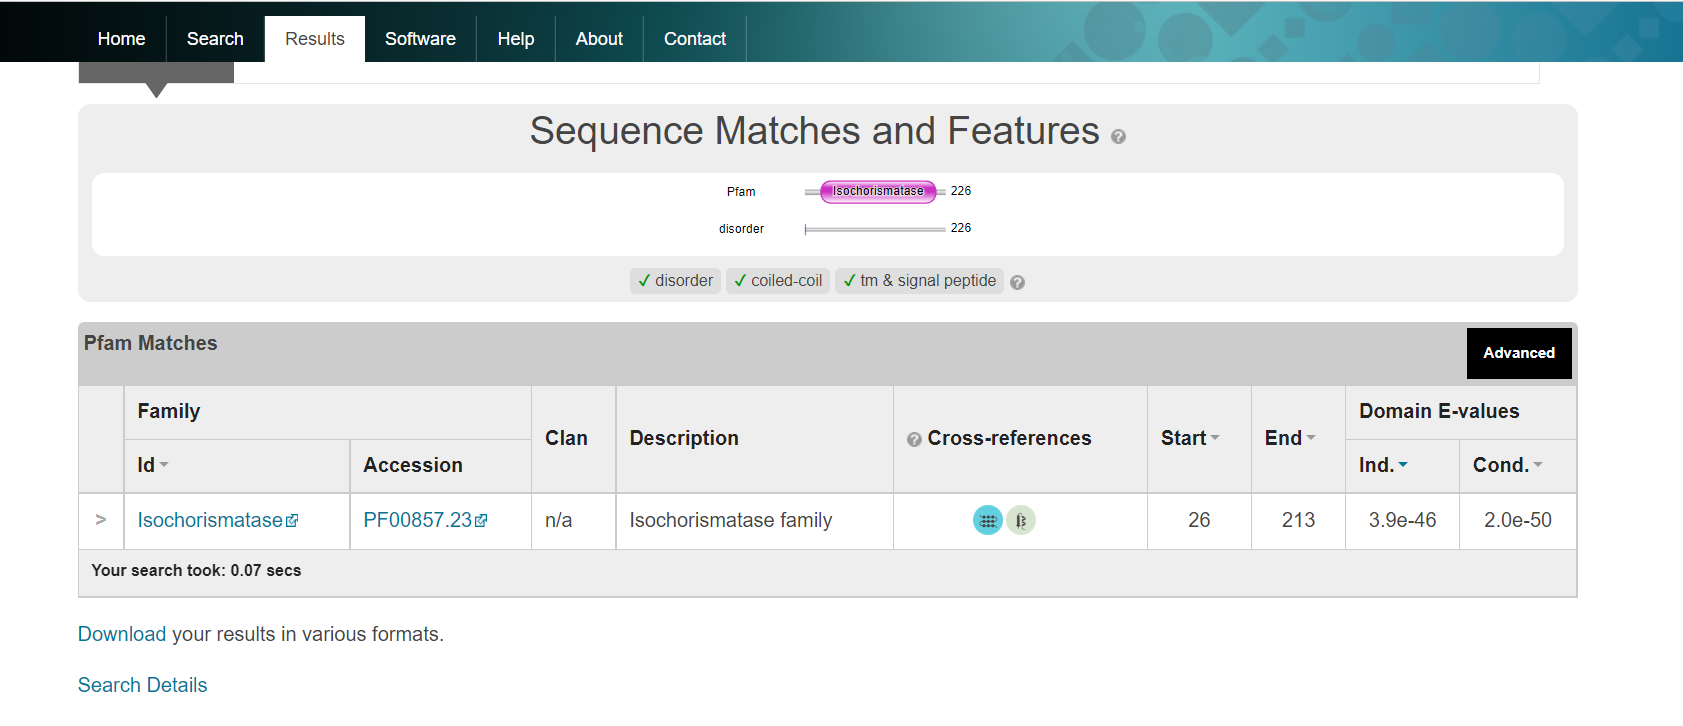 Home Search Results Software Help About Contact
Sequence Matches and Features ?
Pfam Isochorismatase 226
disorder 226
✓ disorder ✓ coiled-coil ✓ tm & signal peptide ?
Pfam Matches
Advanced
Family
Domain E-values
Clan Description ? Cross-references Start End
Id Accession
Ind. Cond.
> Isochorismatase PF00857.23 n/a Isochorismatase family 26 213 3.9e-46 2.0e-50
Your search took: 0.07 secs
Download your results in various formats.
Search Details